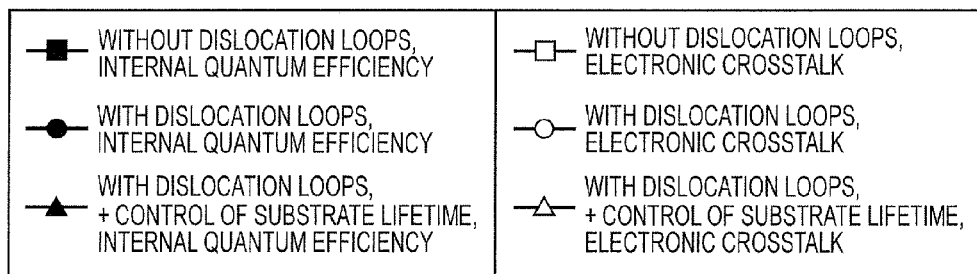 WITHOUT DISLOCATION LOOPS,
INTERNAL QUANTUM EFFICIENCY
WITH DISLOCATION LOOPS,
INTERNAL QUANTUM EFFICIENCY
WITH DISLOCATION LOOPS,
+ CONTROL OF SUBSTRATE LIFETIME,
INTERNAL QUANTUM EFFICIENCY
WITHOUT DISLOCATION LOOPS,
ELECTRONIC CROSSTALK
WITH DISLOCATION LOOPS,
ELECTRONIC CROSSTALK
WITH DISLOCATION LOOPS,
+ CONTROL OF SUBSTRATE LIFETIME,
ELECTRONIC CROSSTALK